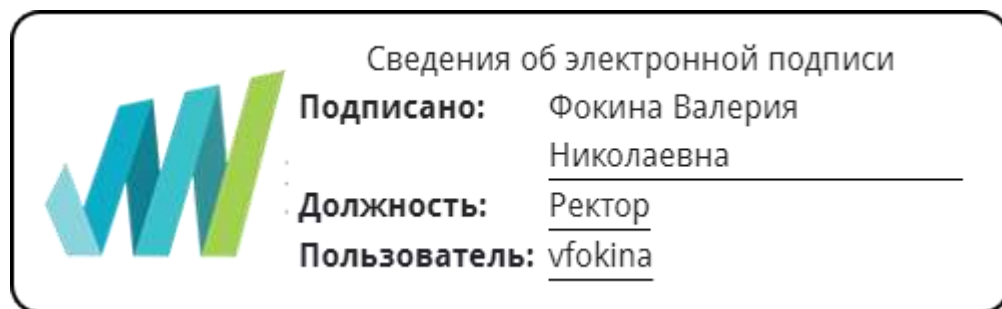 Сведения об электронной подписи
Подписано: Фокина Валерия
Николаевна
Должность: Ректор
Пользователь: vfokina